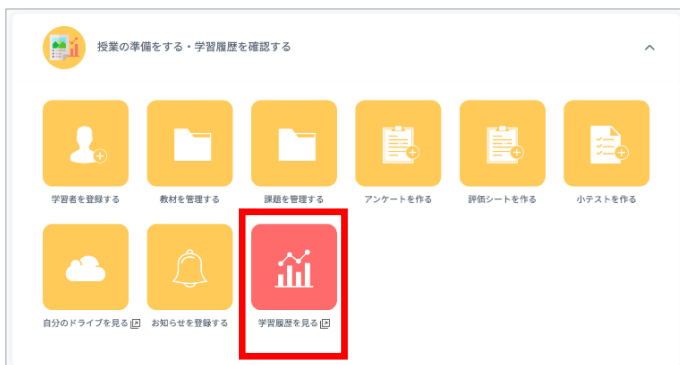 授業の準備をする・学習履歴を確認する
学習者を登録する
教材を管理する
課題を管理する
アンケートを作る
評価シートを作る
小テストを作る
自分のドライブを見る
お知らせを登録する
学習履歴を見る